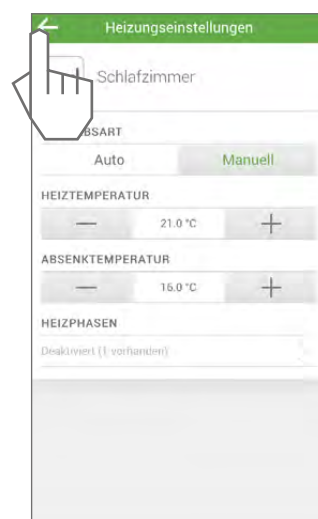 Heizungseinstellungen
Schlafzimmer
BSART
Auto Manuell
HEIZTEMPERATUR
— 21.0 °C +
ABSENKTEMPERATUR
— 16.0 °C +
HEIZPHASEN
Deaktiviert (1 vorhanden)